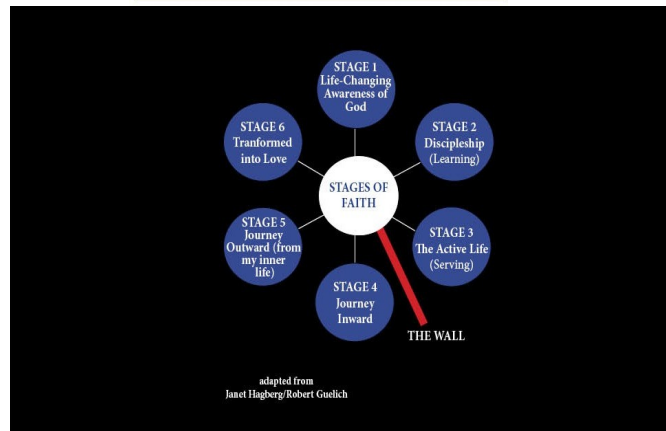 STAGE 1
Life-Changing
Awareness of
God
STAGE 2
Discipleship
(Learning)
STAGE 3
The Active Life
(Serving)
STAGE 4
Journey
Inward
STAGE 5
Journey
Outward (from
my inner
life)
STAGE 6
Tranformed
into Love
STAGES OF
FAITH
THE WALL
adapted from
Janet Hagberg/Robert Guelich